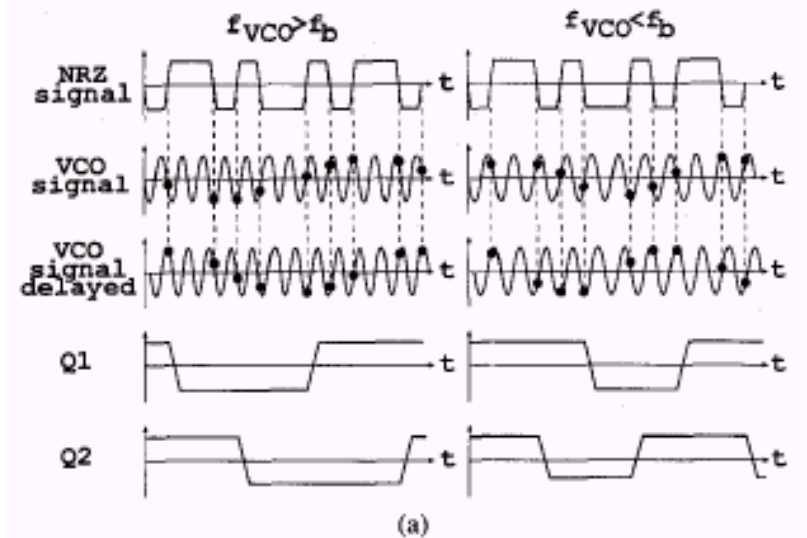 fVCO>fb
fVCO<fb
NRZ signal
t
t
VCO signal
t
t
VCO signal delayed
t
t
Q1
t
t
Q2
t
t
(a)